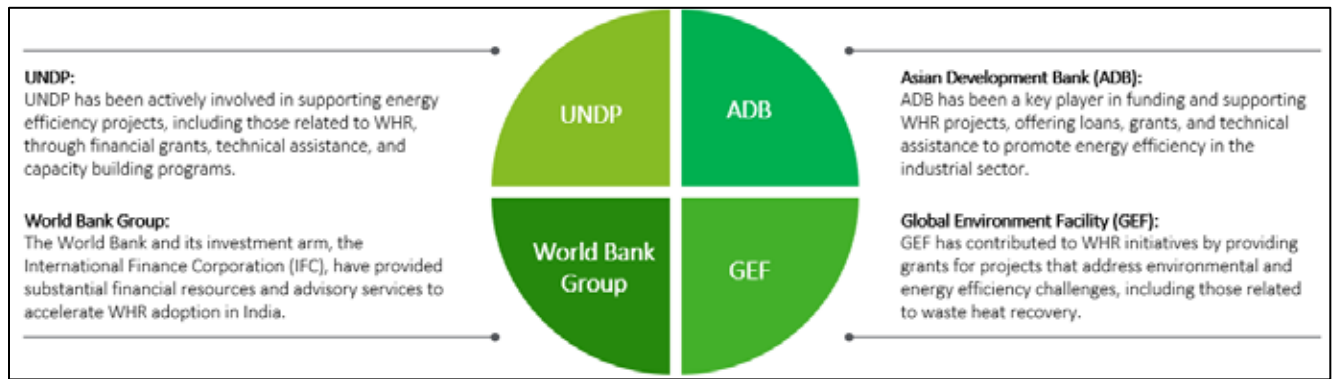 UNDP:
UNDP has been actively involved in supporting energy
efficiency projects, including those related to WHR,
through financial grants, technical assistance, and
capacity building programs.
World Bank Group:
The World Bank and its investment arm, the
International Finance Corporation (IFC), have provided
substantial financial resources and advisory services to
accelerate WHR adoption in India.
UNDP
ADB
World Bank
Group
GEF
Asian Development Bank (ADB):
ADB has been a key player in funding and supporting
WHR projects, offering loans, grants, and technical
assistance to promote energy efficiency in the
industrial sector.
Global Environment Facility (GEF):
GEF has contributed to WHR initiatives by providing
grants for projects that address environmental and
energy efficiency challenges, including those related
to waste heat recovery.